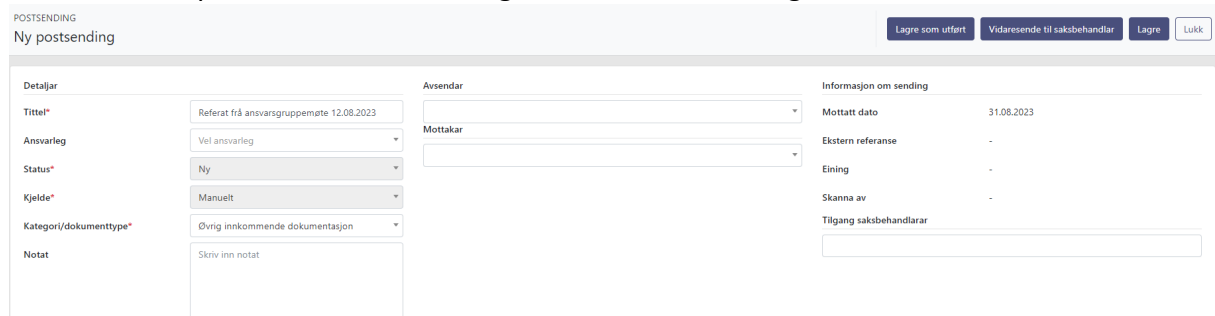 POSTSENDING
Ny postsending
Lagre som utført
Vidaresende til saksbehandlar
Lagre
Lukk
Detaljar
Tittel*
Referat frå ansvarsgruppemøte 12.08.2023
Ansvarleg
Vel ansvarleg
Status*
Ny
Kjelde*
Manuelt
Kategori/dokumenttype*
Øvrig innkommende dokumentasjon
Notat
Skriv inn notat
Avsendar
Mottakar
Informasjon om sending
Mottatt dato
31.08.2023
Ekstern referanse
-
Eining
-
Skanna av
-
Tilgang saksbehandlarar